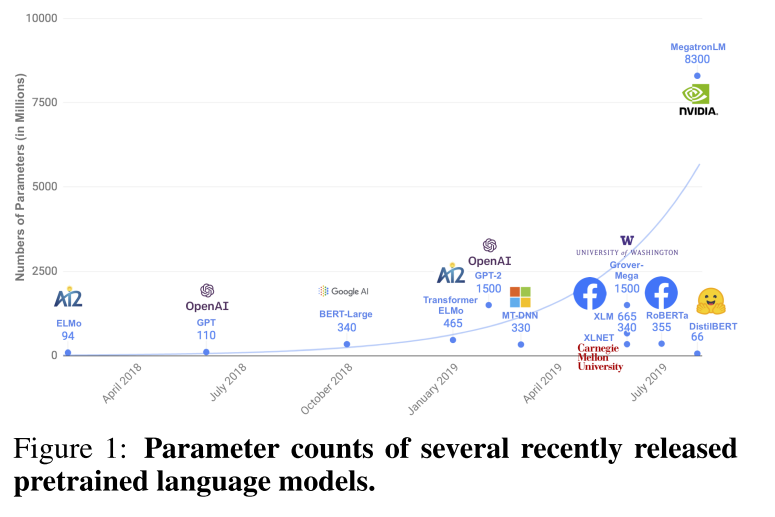 10000
7500
5000
2500
0
Numbers of Parameters (in Millions)
ELMo
94
OpenAI
GPT
110
Google AI
BERT-Large
340
AI2
Transformer
ELMo
465
OpenAI
GPT-2
1500
MT-DNN
330
UNIVERSITY of WASHINGTON
Grover-
Mega
1500
XLM 665
340
XLNET
Carnegie
Mellon
University
RoBERTa
355
MegatronLM
8300
NVIDIA.
DistilBERT
66
AI2
W
April 2018
July 2018
October 2018
January 2019
April 2019
July 2019
Figure 1: Parameter counts of several recently released
pretrained language models.